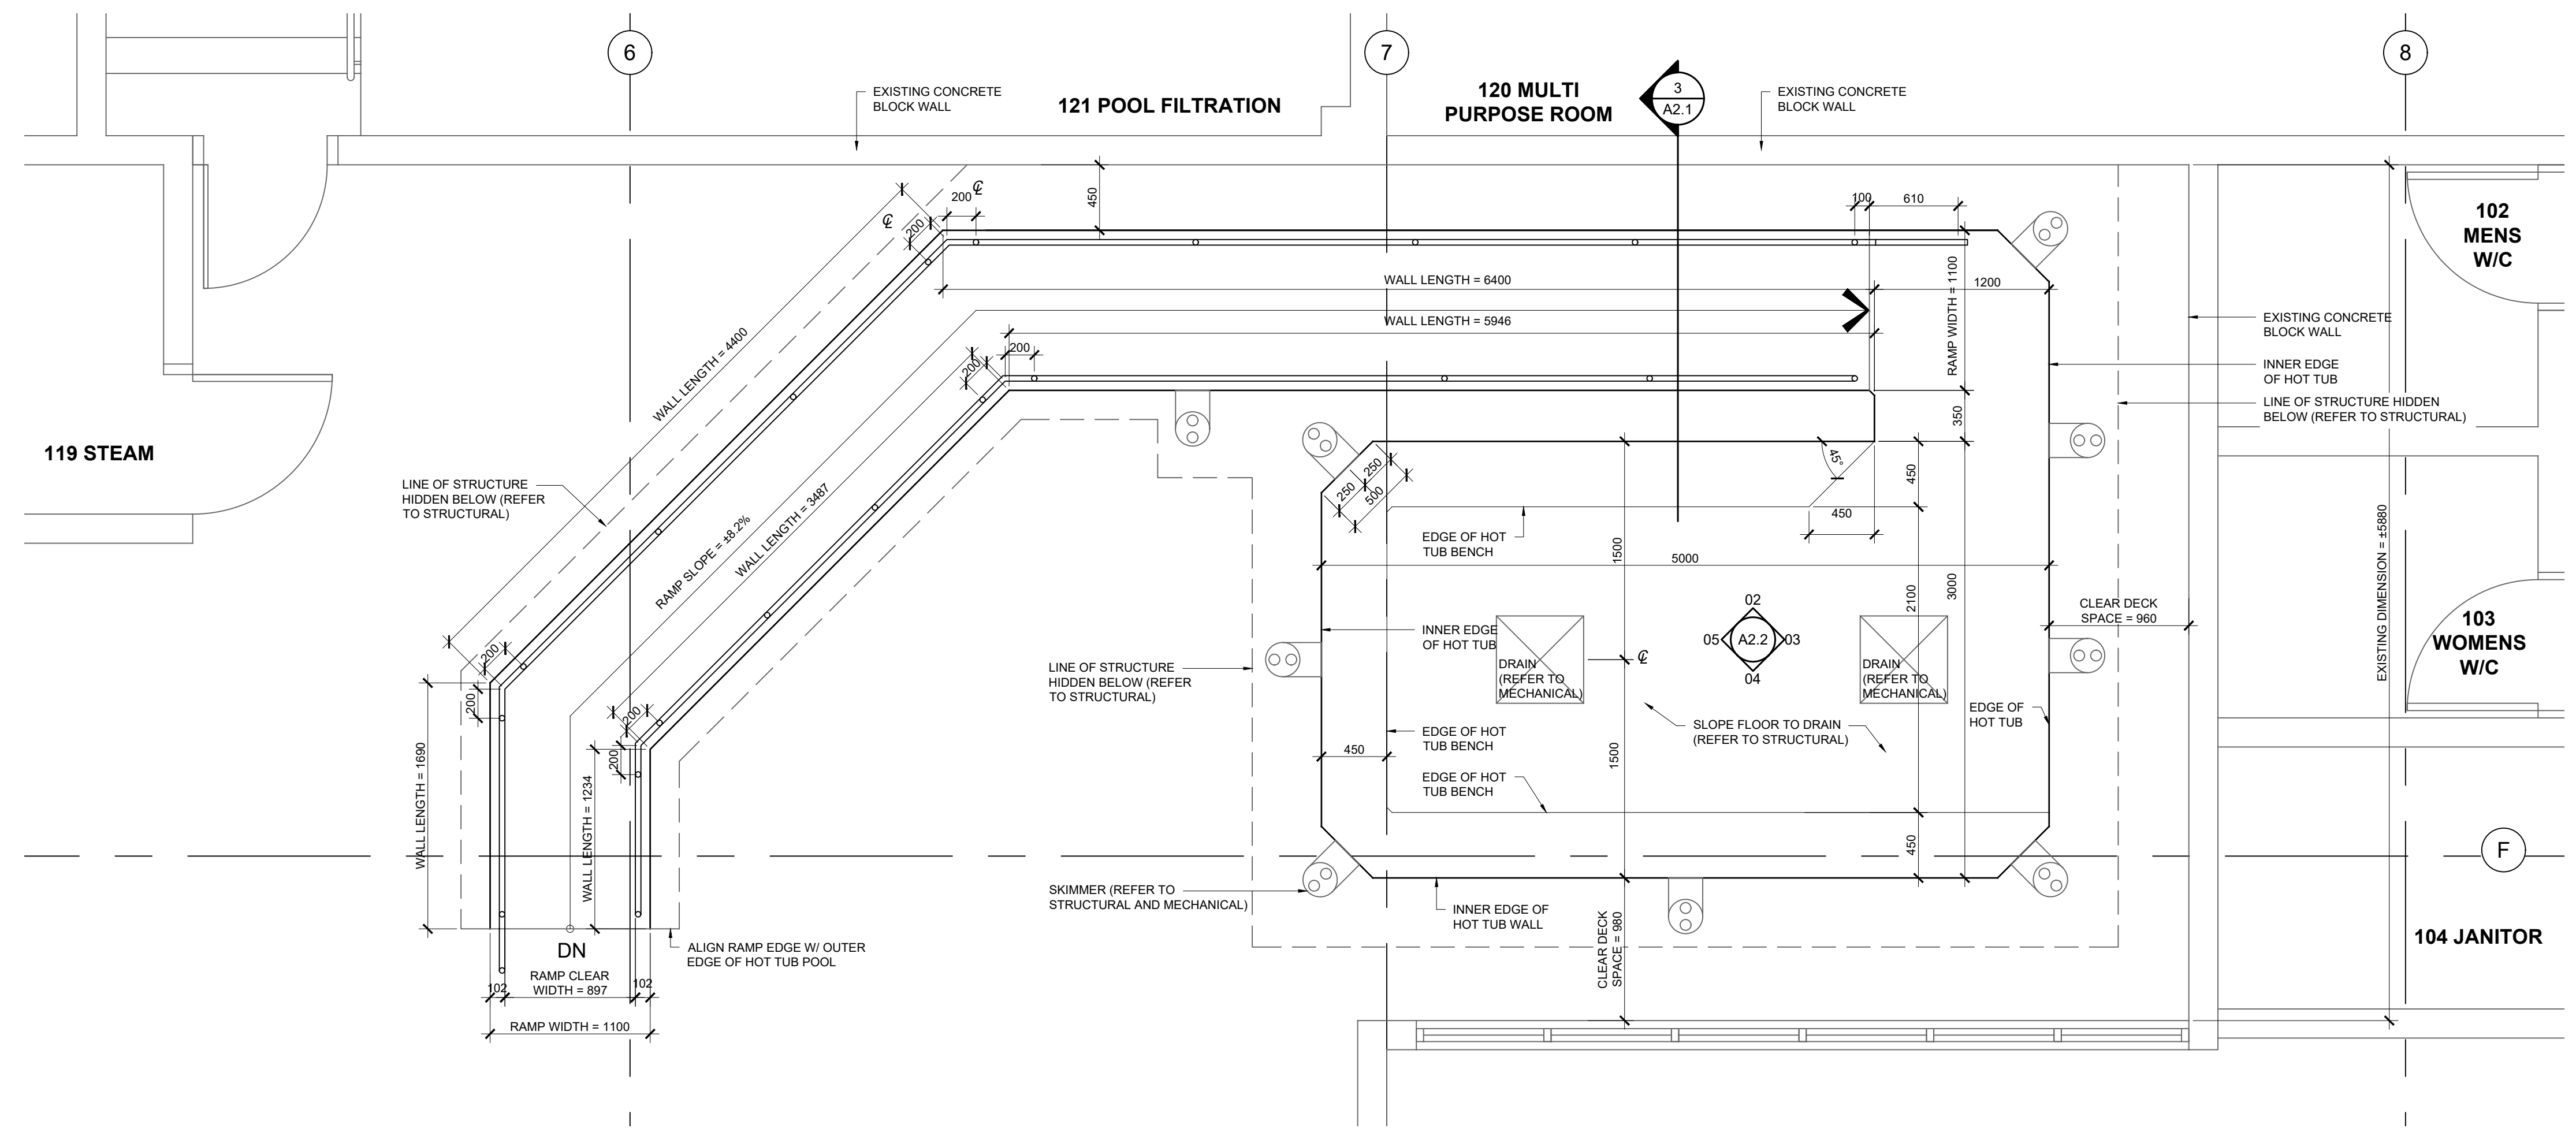 6
7
8
EXISTING CONCRETE
BLOCK WALL
121 POOL FILTRATION
120 MULTI
PURPOSE ROOM
3
A2.1
EXISTING CONCRETE
BLOCK WALL
200
℄
℄
200
450
100
610
102
MENS
W/C
WALL LENGTH = 6400
RAMP WIDTH = 1100
1200
WALL LENGTH = 5946
EXISTING CONCRETE
BLOCK WALL
200
200
INNER EDGE
OF HOT TUB
WALL LENGTH = 4400
LINE OF STRUCTURE HIDDEN
BELOW (REFER TO STRUCTURAL)
350
119 STEAM
LINE OF STRUCTURE
HIDDEN BELOW (REFER
TO STRUCTURAL)
250
250
500
45°
450
450
RAMP SLOPE = ±8.2%
WALL LENGTH = 3487
EDGE OF HOT
TUB BENCH
1500
5000
2100
3000
EXISTING DIMENSION = ±5880
CLEAR DECK
SPACE = 960
103
WOMENS
W/C
02
05
A2.2
03
04
INNER EDGE
OF HOT TUB
DRAIN
(REFER TO
MECHANICAL)
℄
DRAIN
(REFER TO
MECHANICAL)
LINE OF STRUCTURE
HIDDEN BELOW (REFER
TO STRUCTURAL)
200
200
200
200
EDGE OF
HOT TUB
SLOPE FLOOR TO DRAIN
(REFER TO STRUCTURAL)
EDGE OF HOT
TUB BENCH
450
1500
EDGE OF HOT
TUB BENCH
WALL LENGTH = 1690
WALL LENGTH = 1234
450
F
SKIMMER (REFER TO
STRUCTURAL AND MECHANICAL)
INNER EDGE OF
HOT TUB WALL
CLEAR DECK
SPACE = 980
104 JANITOR
DN
ALIGN RAMP EDGE W/ OUTER
EDGE OF HOT TUB POOL
RAMP CLEAR
WIDTH = 897
102
102
RAMP WIDTH = 1100